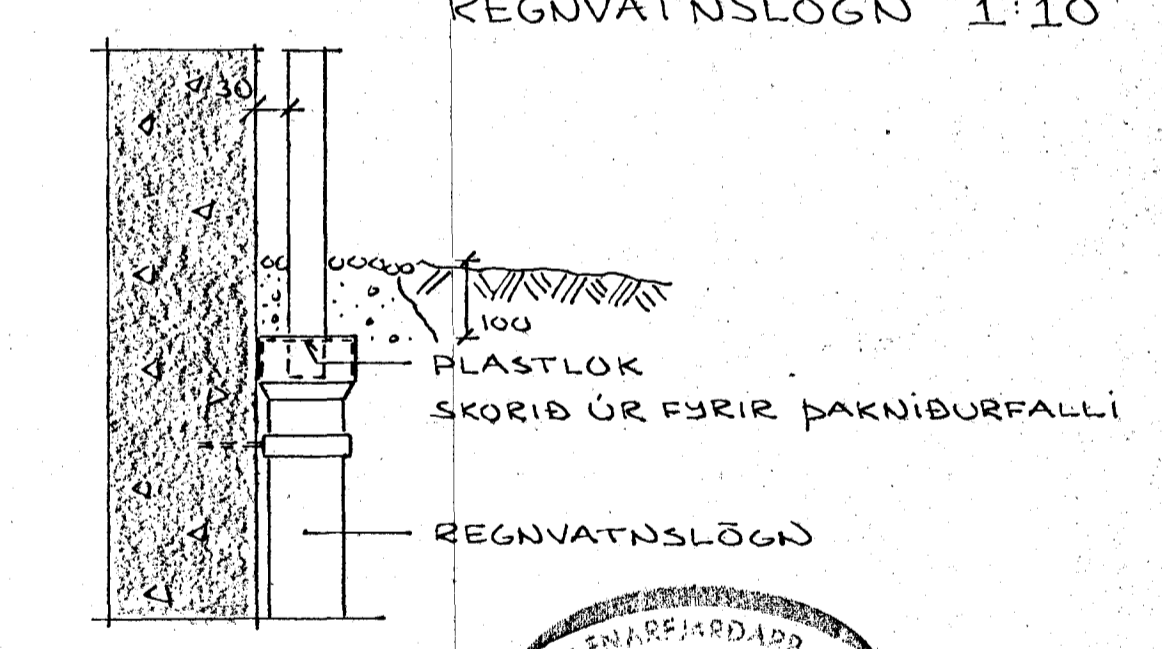 REGNVATNSLÖGN 1:10
30
100
PLASTLOK
SKORIÐ ÚR FYRIR ÞAKNIÐURFALLI
REGNVATNSLÖGN